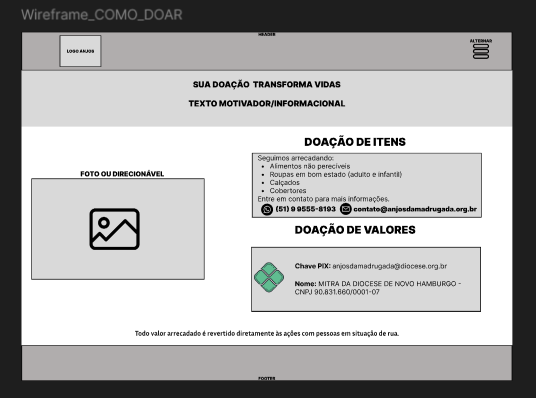 Wireframe_COMO_DOAR
HEADER
LOGO ANJOS
ALTERNAR
SUA DOAÇÃO TRANSFORMA VIDAS
TEXTO MOTIVADOR/INFORMACIONAL
FOTO OU DIRECIONÁVEL
DOAÇÃO DE ITENS
Seguimos arrecadando:
• Alimentos não perecíveis
• Roupas em bom estado (adulto e infantil)
• Calçados
• Cobertores
Entre em contato para mais informações.
(51) 9 9555-8193 contato@anjosdamadrugada.org.br
DOAÇÃO DE VALORES
Chave PIX: anjosdamadrugada@diocese.org.br
Nome: MITRA DA DIOCESE DE NOVO HAMBURGO -
CNPJ 90.831.660/0001-07
Todo valor arrecadado é revertido diretamente às ações com pessoas em situação de rua.
FOOTER